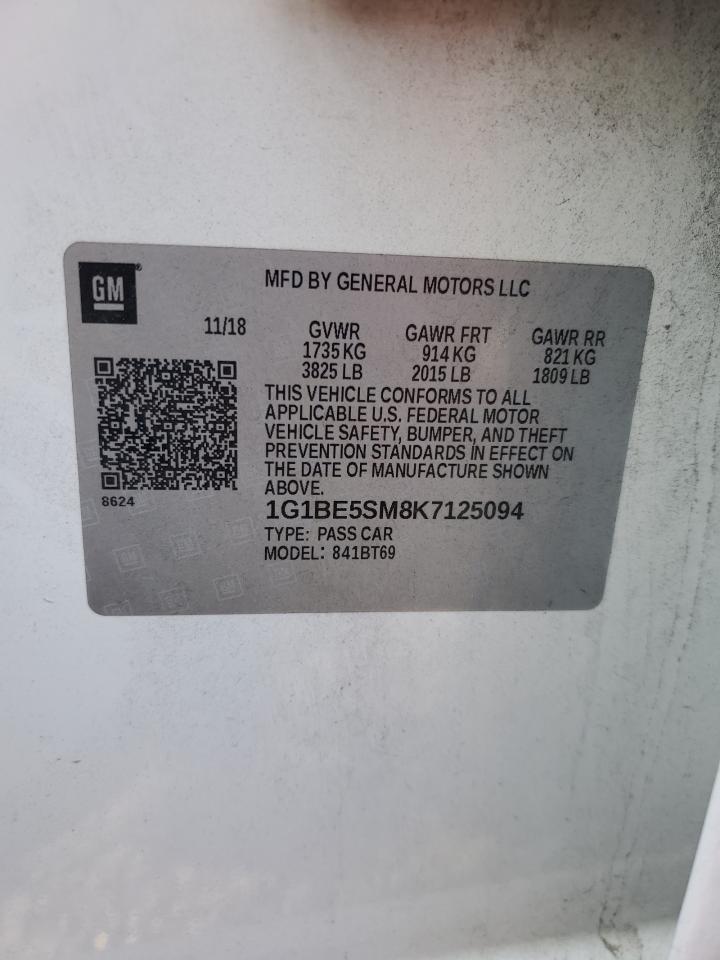 GM
MFD BY GENERAL MOTORS LLC
11/18 GVWR GAWR FRT GAWR RR
1735 KG 914 KG 821 KG
3825 LB 2015 LB 1809 LB
THIS VEHICLE CONFORMS TO ALL
APPLICABLE U.S. FEDERAL MOTOR
VEHICLE SAFETY, BUMPER, AND THEFT
PREVENTION STANDARDS IN EFFECT ON
THE DATE OF MANUFACTURE SHOWN
ABOVE.
8624
1G1BE5SM8K7125094
TYPE: PASS CAR
MODEL: 841BT69